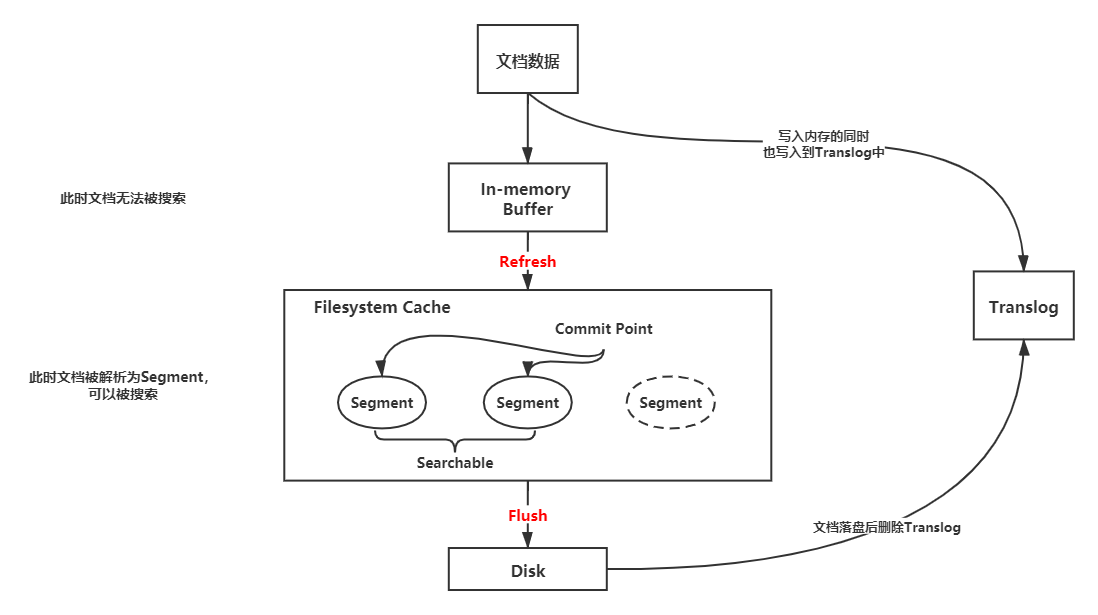 文档数据
写入内存的同时
也写入到Translog中
In-memory
Buffer
此时文档无法被搜索
Refresh
Filesystem Cache
Translog
Commit Point
此时文档被解析为Segment，
可以被搜索
Segment
Segment
Segment
Searchable
Flush
文档落盘后删除Translog
Disk